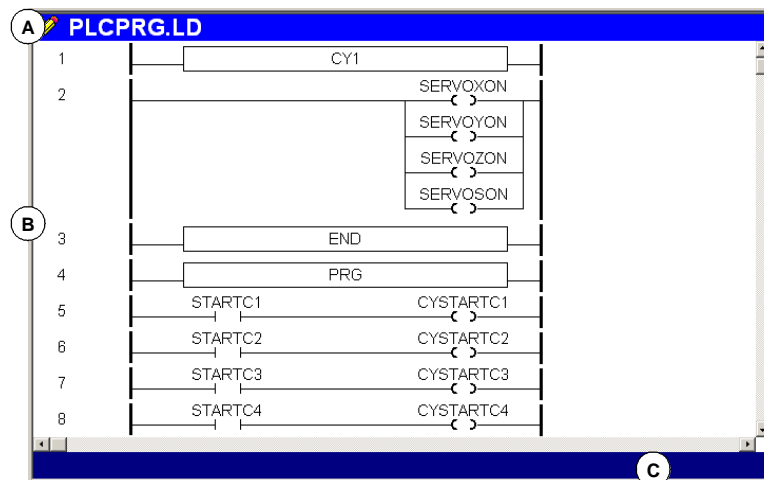 A PLCPRG.LD
1 CY1
2 SERVOXON
SERVOYON
SERVOZON
SERVOSON
B
3 END
4 PRG
5 STARTC1 CYSTARTC1
6 STARTC2 CYSTARTC2
7 STARTC3 CYSTARTC3
8 STARTC4 CYSTARTC4
C